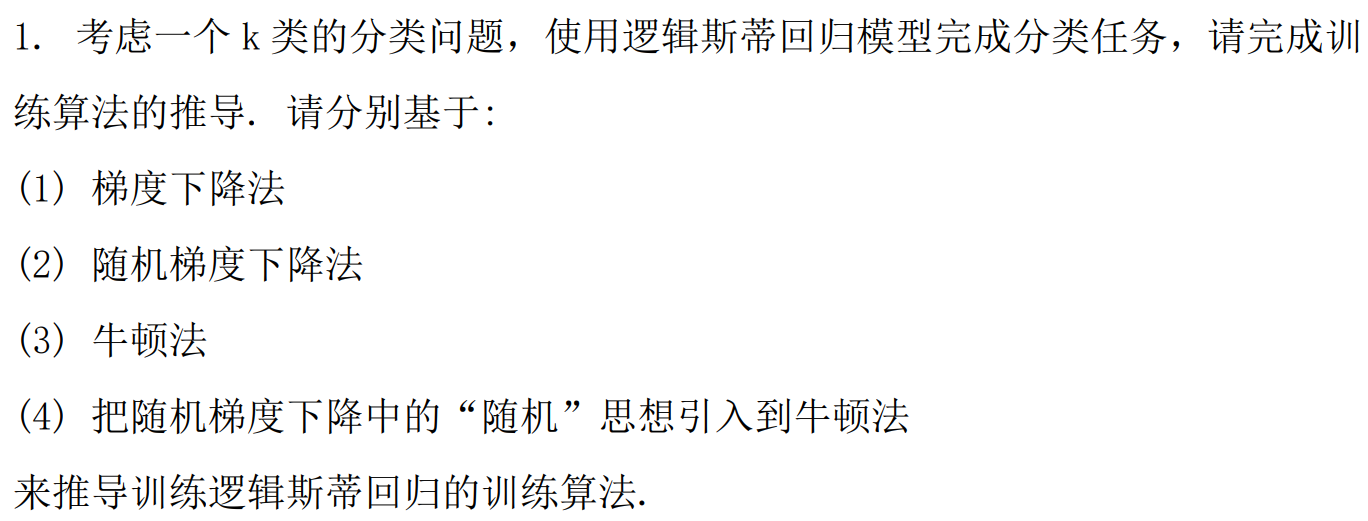 1. 考虑一个 k 类的分类问题，使用逻辑斯蒂回归模型完成分类任务，请完成训
练算法的推导. 请分别基于:
(1) 梯度下降法
(2) 随机梯度下降法
(3) 牛顿法
(4) 把随机梯度下降中的“随机”思想引入到牛顿法
来推导训练逻辑斯蒂回归的训练算法.